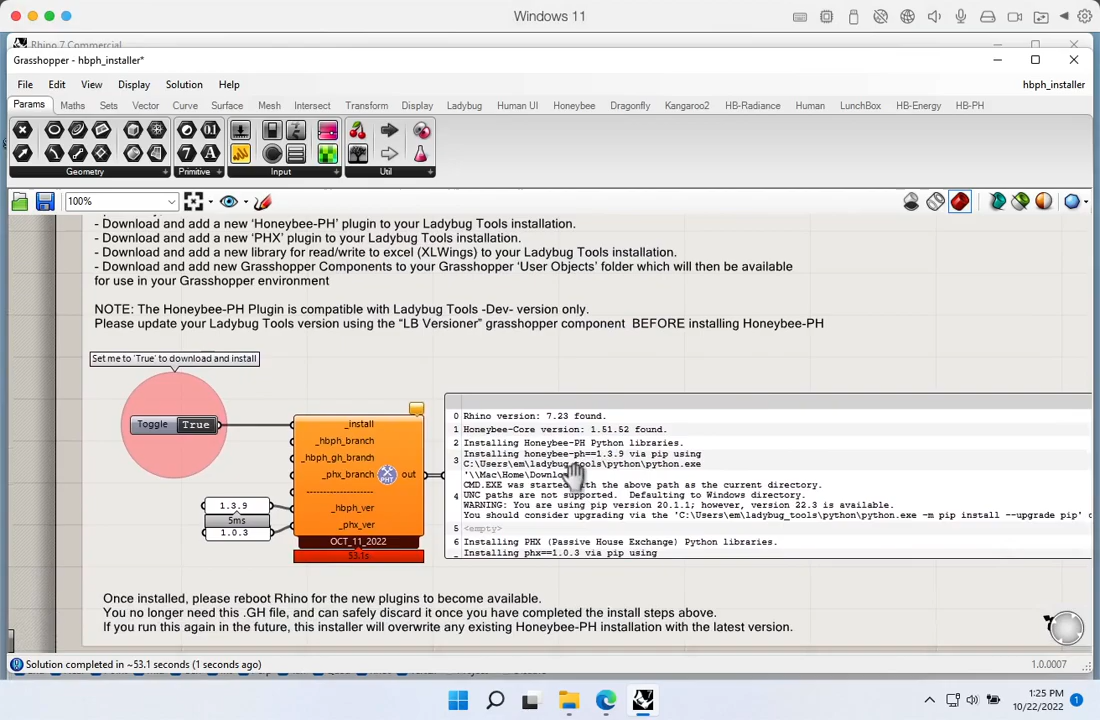 Windows 11
Rhino 7 Commercial
Grasshopper - hbph_installer*
File Edit View Display Solution Help
hbph_installer
Params Maths Sets Vector Curve Surface Mesh Intersect Transform Display Ladybug Human UI Honeybee Dragonfly Kangaroo2 HB-Radiance Human LunchBox HB-Energy HB-PH
Geometry Primitive Input Util
100%
- Download and add a new 'Honeybee-PH' plugin to your Ladybug Tools installation.
- Download and add a new 'PHX' plugin to your Ladybug Tools installation.
- Download and add a new library for read/write to excel (XLWings) to your Ladybug Tools installation.
- Download and add new Grasshopper Components to your Grasshopper 'User Objects' folder which will then be available
for use in your Grasshopper environment
NOTE: The Honeybee-PH Plugin is compatible with Ladybug Tools -Dev- version only.
Please update your Ladybug Tools version using the "LB Versioner" grasshopper component BEFORE installing Honeybee-PH
Set me to 'True' to download and install
Toggle True
_install
_hbph_branch
_hbph_gh_branch
_phx_branch
--------------------
_hbph_ver
_phx_ver
PHT
out
OCT_11_2022
53.1s
1.3.9
5ms
1.0.3
0 Rhino version: 7.23 found.
1 Honeybee-Core version: 1.51.52 found.
2 Installing Honeybee-PH Python libraries.
3 Installing honeybee-ph==1.3.9 via pip using
C:\Users\em\ladybug_tools\python\python.exe
4 '\\Mac\Home\Downlo
CMD.EXE was started with the above path as the current directory.
UNC paths are not supported. Defaulting to Windows directory.
WARNING: You are using pip version 20.1.1; however, version 22.3 is available.
You should consider upgrading via the 'C:\Users\em\ladybug_tools\python\python.exe -m pip install --upgrade pip'
5 <empty>
6 Installing PHX (Passive House Exchange) Python libraries.
Installing phx==1.0.3 via pip using
Once installed, please reboot Rhino for the new plugins to become available.
You no longer need this .GH file, and can safely discard it once you have completed the install steps above.
If you run this again in the future, this installer will overwrite any existing Honeybee-PH installation with the latest version.
Solution completed in ~53.1 seconds (1 seconds ago)
1.0.0007
1:25 PM
10/22/2022
1